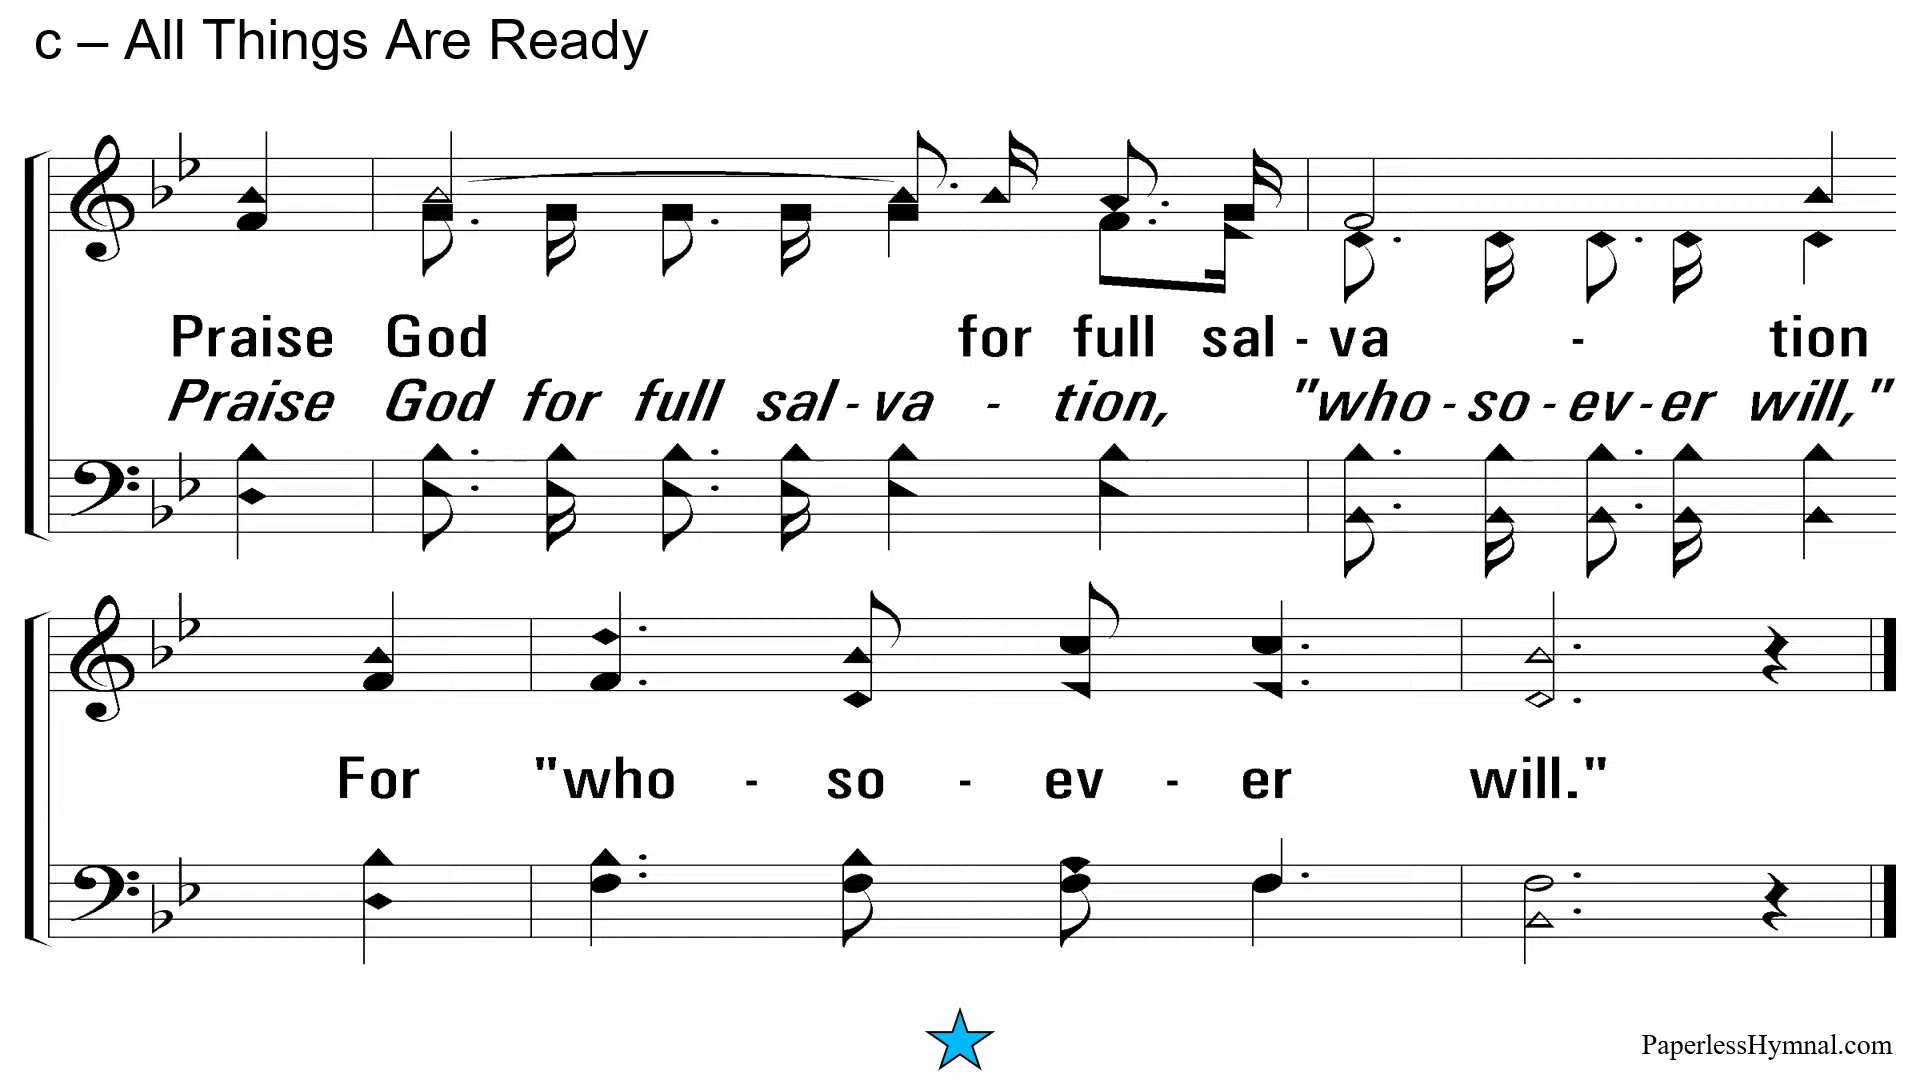 c – All Things Are Ready
Praise God for full sal - va - tion
Praise God for full sal - va - tion, "who - so - ev - er will,"
For "who - so - ev - er will."
PaperlessHymnal.com